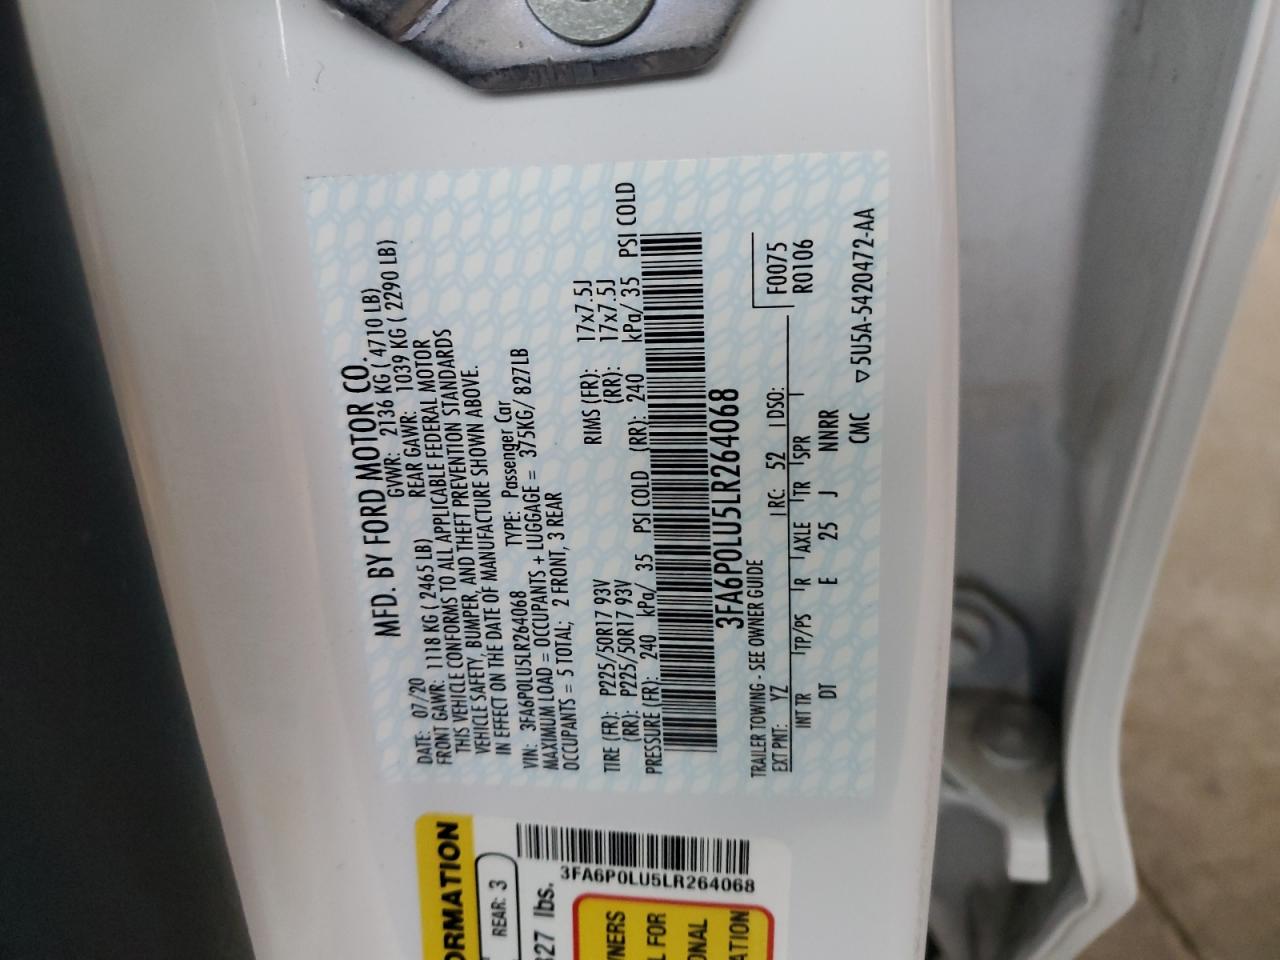 MFD. BY FORD MOTOR CO.
DATE: 07/20 GVWR: 2136 KG ( 4710 LB)
FRONT GAWR: 1118 KG ( 2465 LB) REAR GAWR: 1039 KG ( 2290 LB)
THIS VEHICLE CONFORMS TO ALL APPLICABLE FEDERAL MOTOR
VEHICLE SAFETY, BUMPER, AND THEFT PREVENTION STANDARDS
IN EFFECT ON THE DATE OF MANUFACTURE SHOWN ABOVE.
VIN: 3FA6P0LU5LR264068 TYPE: Passenger Car
MAXIMUM LOAD = OCCUPANTS + LUGGAGE = 375KG/ 827LB
OCCUPANTS = 5 TOTAL; 2 FRONT, 3 REAR
TIRE (FR): P225/50R17 93V RIMS (FR): 17x7.5J
(RR): P225/50R17 93V (RR): 17x7.5J
PRESSURE (FR): 240 kPa/ 35 PSI COLD (RR): 240 kPa/ 35 PSI COLD
3FA6P0LU5LR264068
TRAILER TOWING - SEE OWNER GUIDE
EXT PNT: YZ RC: 52 DSO: F0075
R0106
INT TR TP/PS R AXLE TR SPR
DT E 25 J NNRR
CMC ▽5U5A-5420472-AA
ORMATION
REAR: 3
827 lbs.
3FA6P0LU5LR264068
WNERS
L FOR
ONAL
ATION